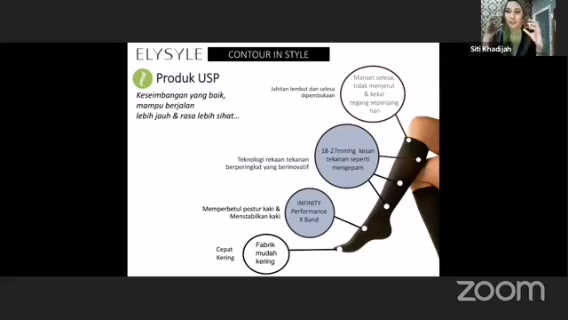 ELYSYLE
CONTOUR IN STYLE
Siti Khadijah
Produk USP
Keseimbangan yang baik,
mampu berjalan
lebih jauh & rasa lebih sihat...
Jahitan lembut dan selesa
dipembukaan
Manset selesa,
tidak menjerut
& kekal
tegang sepanjang
hari
Teknologi rekaan tekanan
berperingkat yang berinovatif
18-27mmHg kesan
tekanan seperti
mengepam
Memperbetul postur kaki &
Menstabilkan kaki
INFINITY
Performance
X Band
Cepat
Kering
Fabrik
mudah
kering
zoom